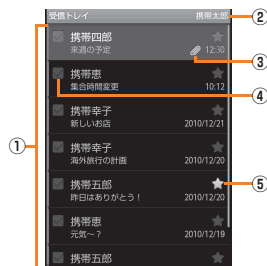 受信トレイ 携帯太郎 ②
携帯四郎
来週の予定 12:30 ③
携帯恵
集合時間変更 10:12 ④
携帯幸子
新しいお店 2010/12/21
①
携帯幸子
海外旅行の計画 2010/12/20
携帯五郎 ⑤
昨日はありがとう！ 2010/12/20
携帯恵
元気～？ 2010/12/19
携帯五郎